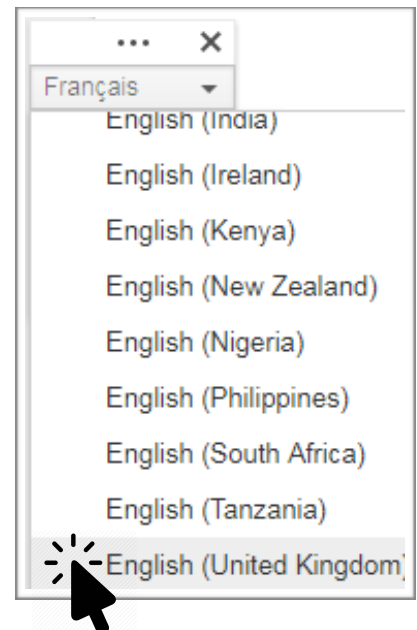 Français
English (India)
English (Ireland)
English (Kenya)
English (New Zealand)
English (Nigeria)
English (Philippines)
English (South Africa)
English (Tanzania)
English (United Kingdom)